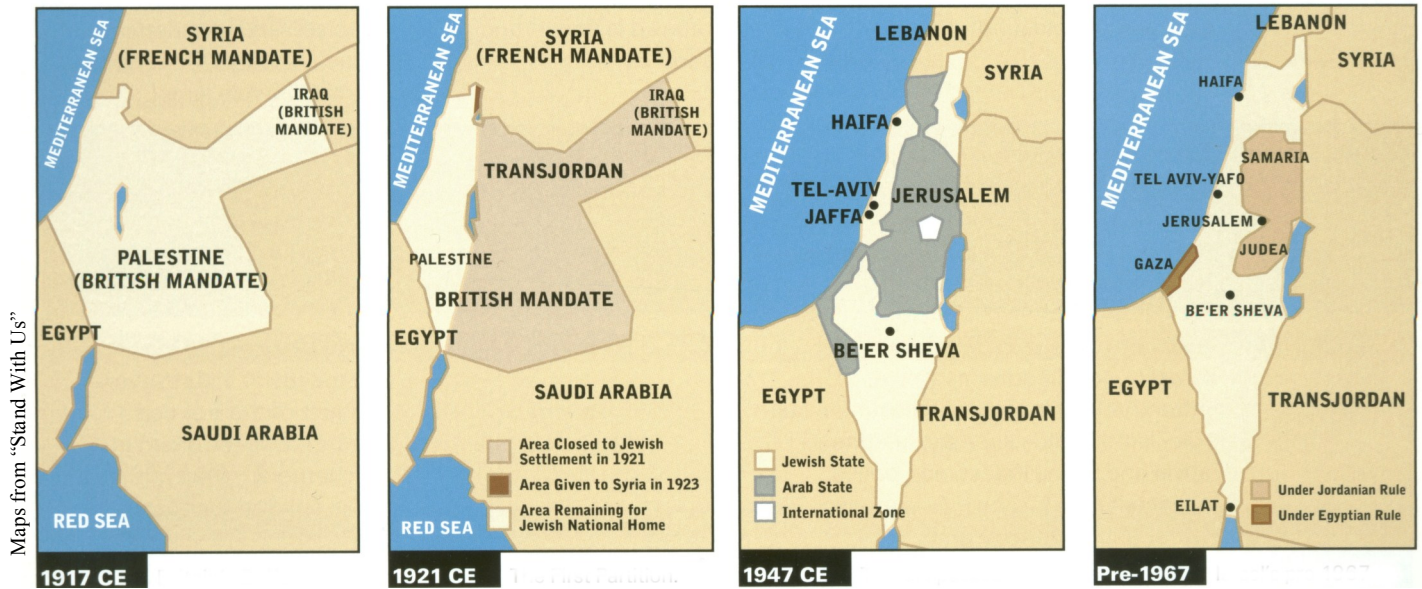 Maps from “Stand With Us”
MEDITERRANEAN SEA
SYRIA
(FRENCH MANDATE)
IRAQ
(BRITISH
MANDATE)
PALESTINE
(BRITISH MANDATE)
EGYPT
SAUDI ARABIA
RED SEA
1917 CE
MEDITERRANEAN SEA
SYRIA
(FRENCH MANDATE)
IRAQ
(BRITISH
MANDATE)
TRANSJORDAN
PALESTINE
BRITISH MANDATE
EGYPT
SAUDI ARABIA
Area Closed to Jewish
Settlement in 1921
Area Given to Syria in 1923
Area Remaining for
Jewish National Home
RED SEA
1921 CE
The First Partition.
MEDITERRANEAN SEA
LEBANON
SYRIA
HAIFA
TEL-AVIV
JERUSALEM
JAFFA
BE'ER SHEVA
EGYPT
TRANSJORDAN
Jewish State
Arab State
International Zone
1947 CE
MEDITERRANEAN SEA
LEBANON
SYRIA
HAIFA
SAMARIA
TEL AVIV-YAFO
JERUSALEM
JUDEA
GAZA
BE'ER SHEVA
EGYPT
TRANSJORDAN
EILAT
Under Jordanian Rule
Under Egyptian Rule
Pre-1967